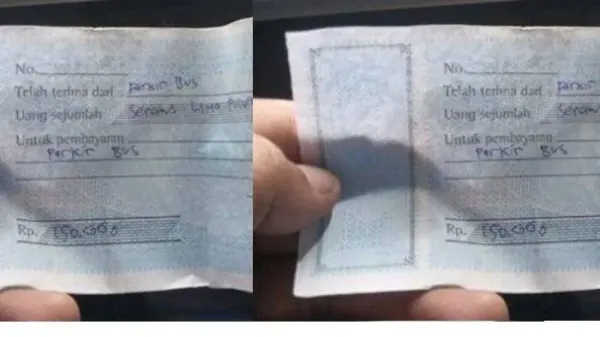 No.
Telah terima dari Parkir Bus
Uang sejumlah Seratus Lima Puluh
Untuk pembayaran
Parkir Bus
Rp. 150.000
No.
Telah terima dari Parkir
Uang sejumlah Seratus
Untuk pembayaran
Parkir Bus
Rp. 150.000